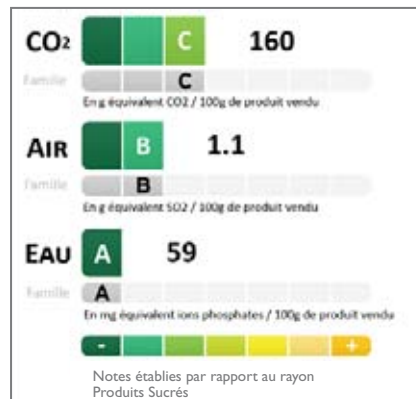 CO2 C 160
Famille C
En g équivalent CO2 / 100g de produit vendu
AIR B 1.1
Famille B
En g équivalent SO2 / 100g de produit vendu
EAU A 59
Famille A
En mg équivalent ions phosphates / 100g de produit vendu
- +
Notes établies par rapport au rayon
Produits Sucrés